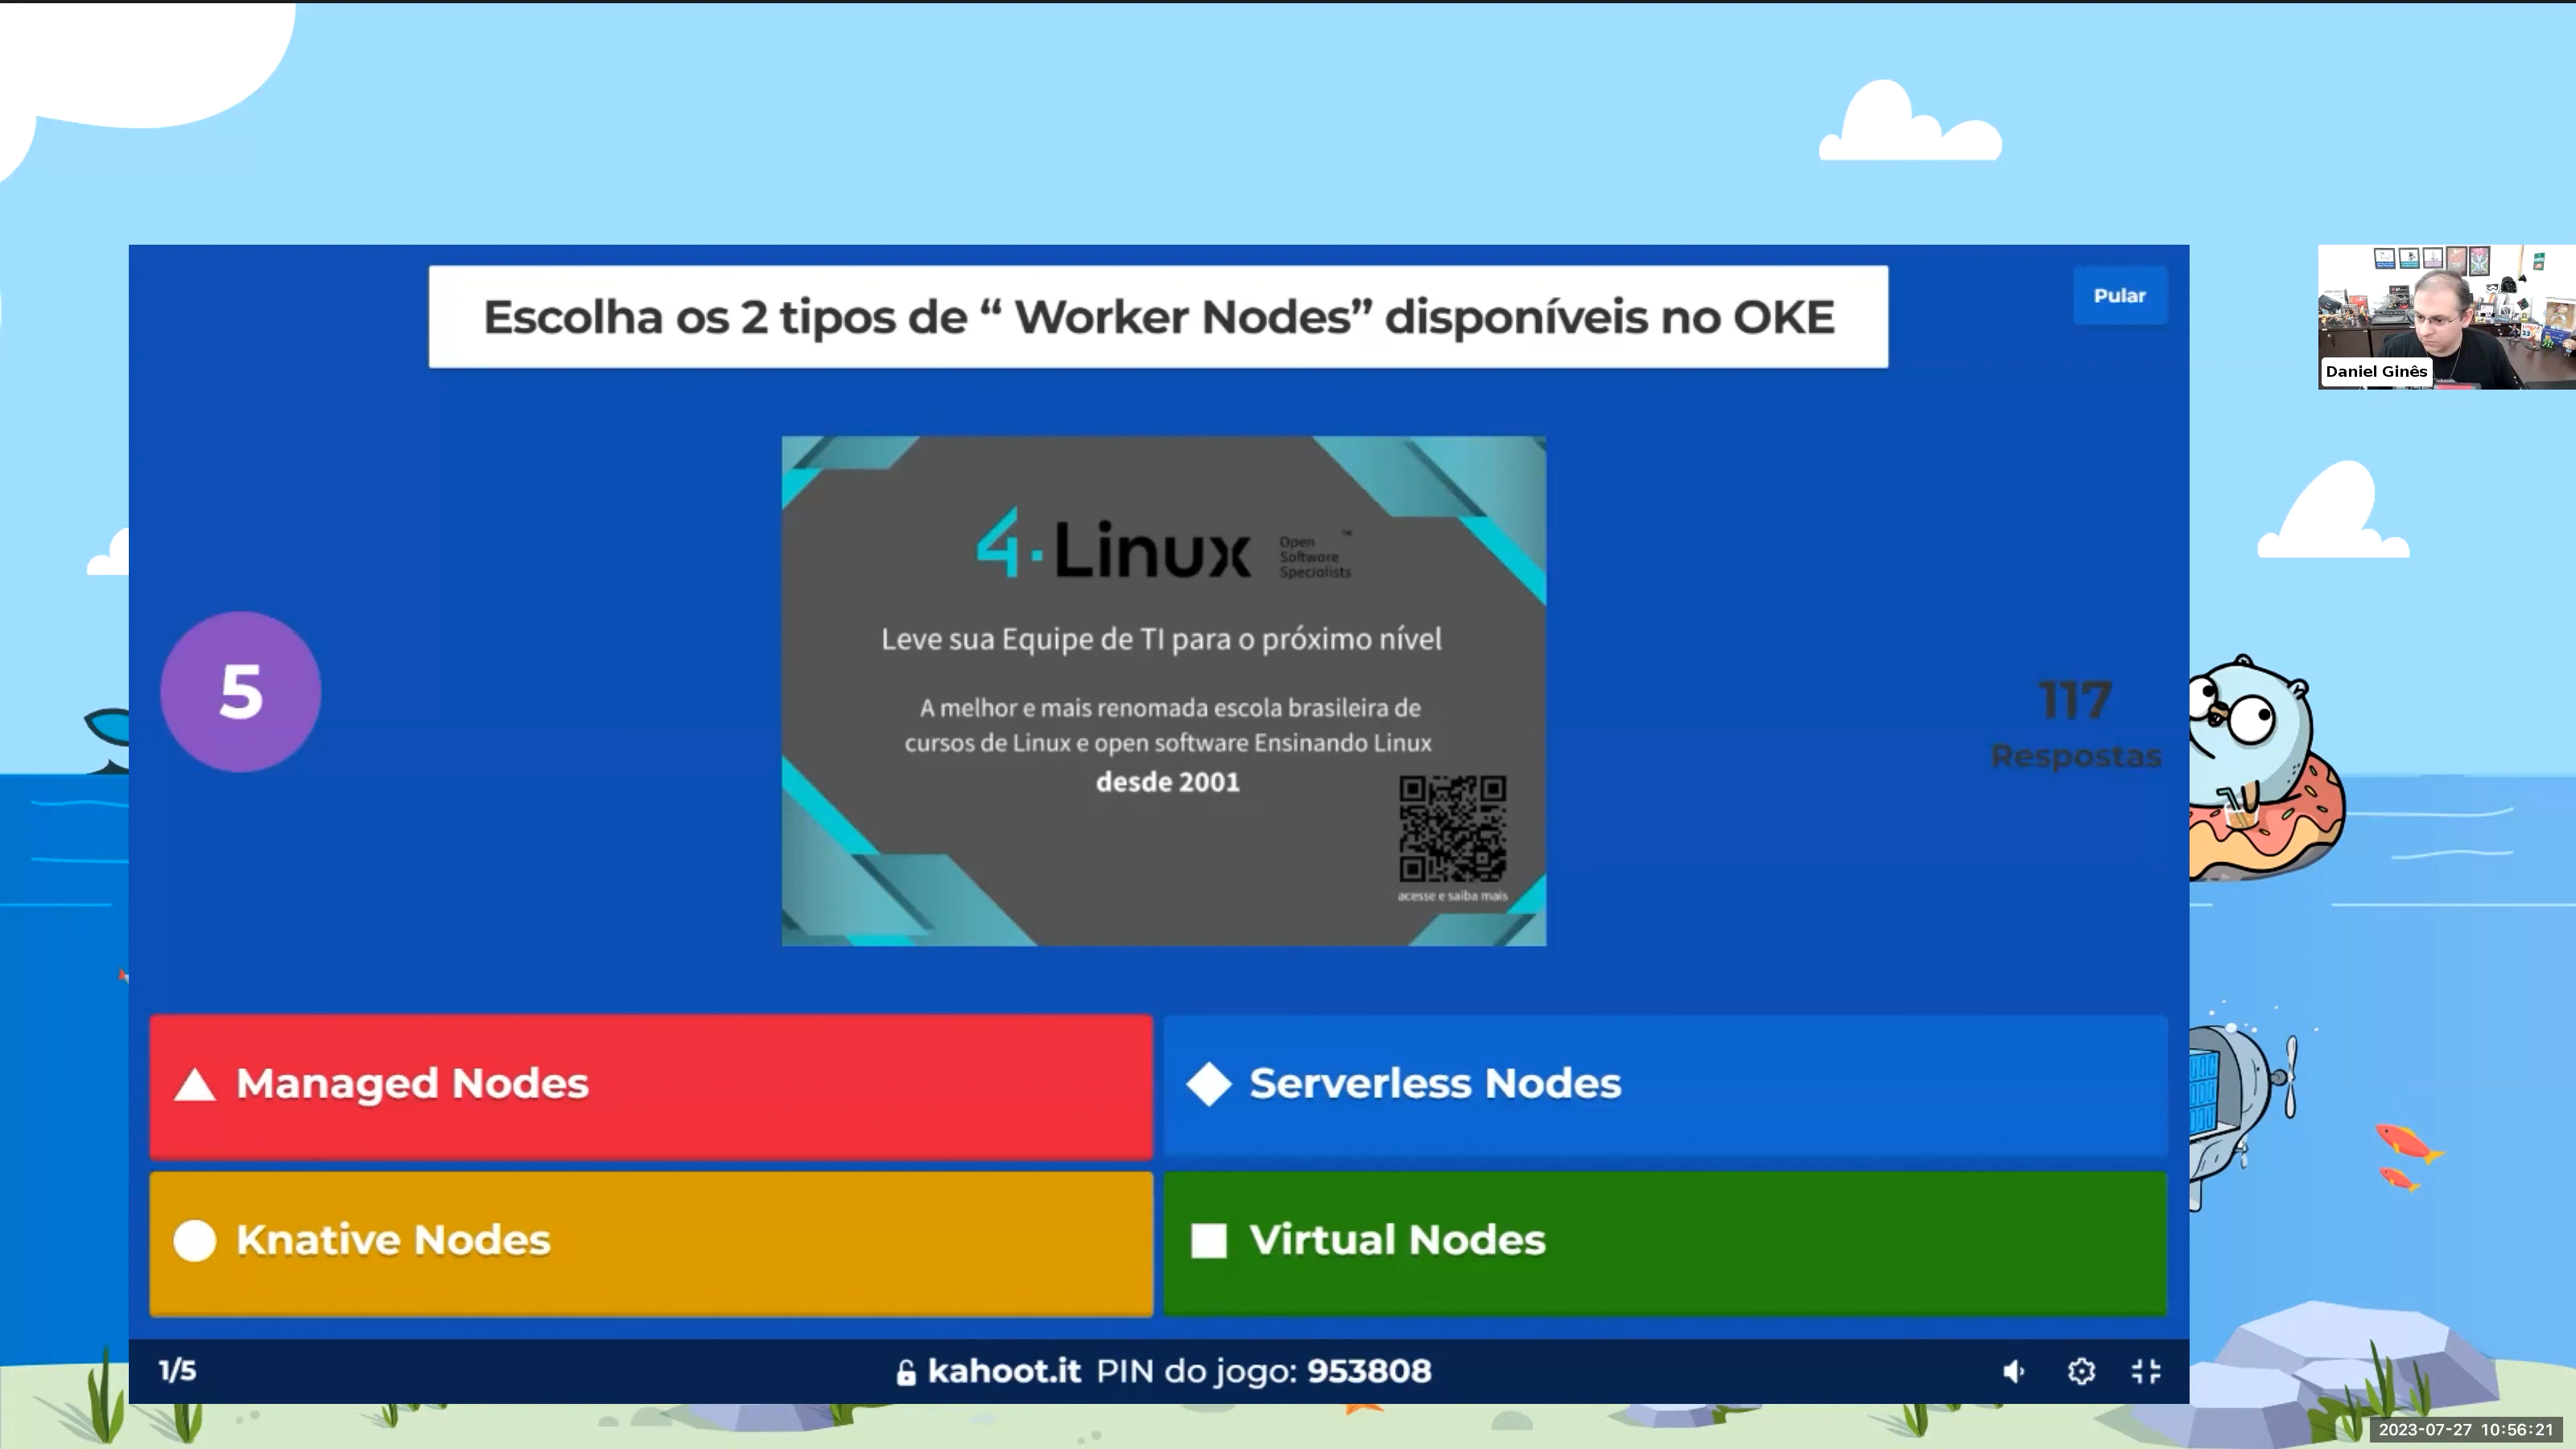 Escolha os 2 tipos de “ Worker Nodes” disponíveis no OKE
Pular
Daniel Ginês
4.Linux
Open
Software
Specialists
™
Leve sua Equipe de TI para o próximo nível
A melhor e mais renomada escola brasileira de
cursos de Linux e open software Ensinando Linux
desde 2001
acesse e saiba mais
5
117
Respostas
Managed Nodes
Serverless Nodes
Knative Nodes
Virtual Nodes
1/5
kahoot.it PIN do jogo: 953808
2023-07-27 10:56:21